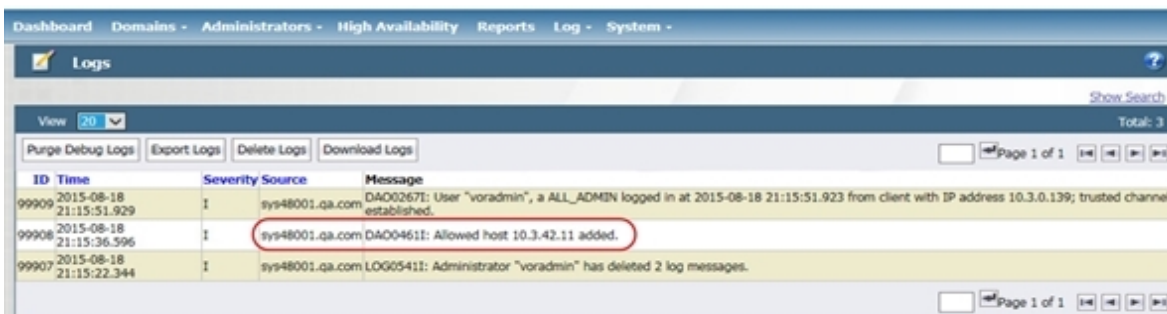 Dashboard Domains - Administrators - High Availability Reports Log - System -
Logs
?
Show Search
View 20
Total: 3
Purge Debug Logs Export Logs Delete Logs Download Logs
Page 1 of 1
ID Time Severity Source Message
99909 2015-08-18 21:15:51.929 I sys48001.qa.com DAO0267I: User "voradmin", a ALL_ADMIN logged in at 2015-08-18 21:15:51.923 from client with IP address 10.3.0.139; trusted channe
established.
99908 2015-08-18 21:15:36.596 I sys48001.qa.com DAO0461I: Allowed host 10.3.42.11 added.
99907 2015-08-18 21:15:22.344 I sys48001.qa.com LOG0541I: Administrator "voradmin" has deleted 2 log messages.
Page 1 of 1